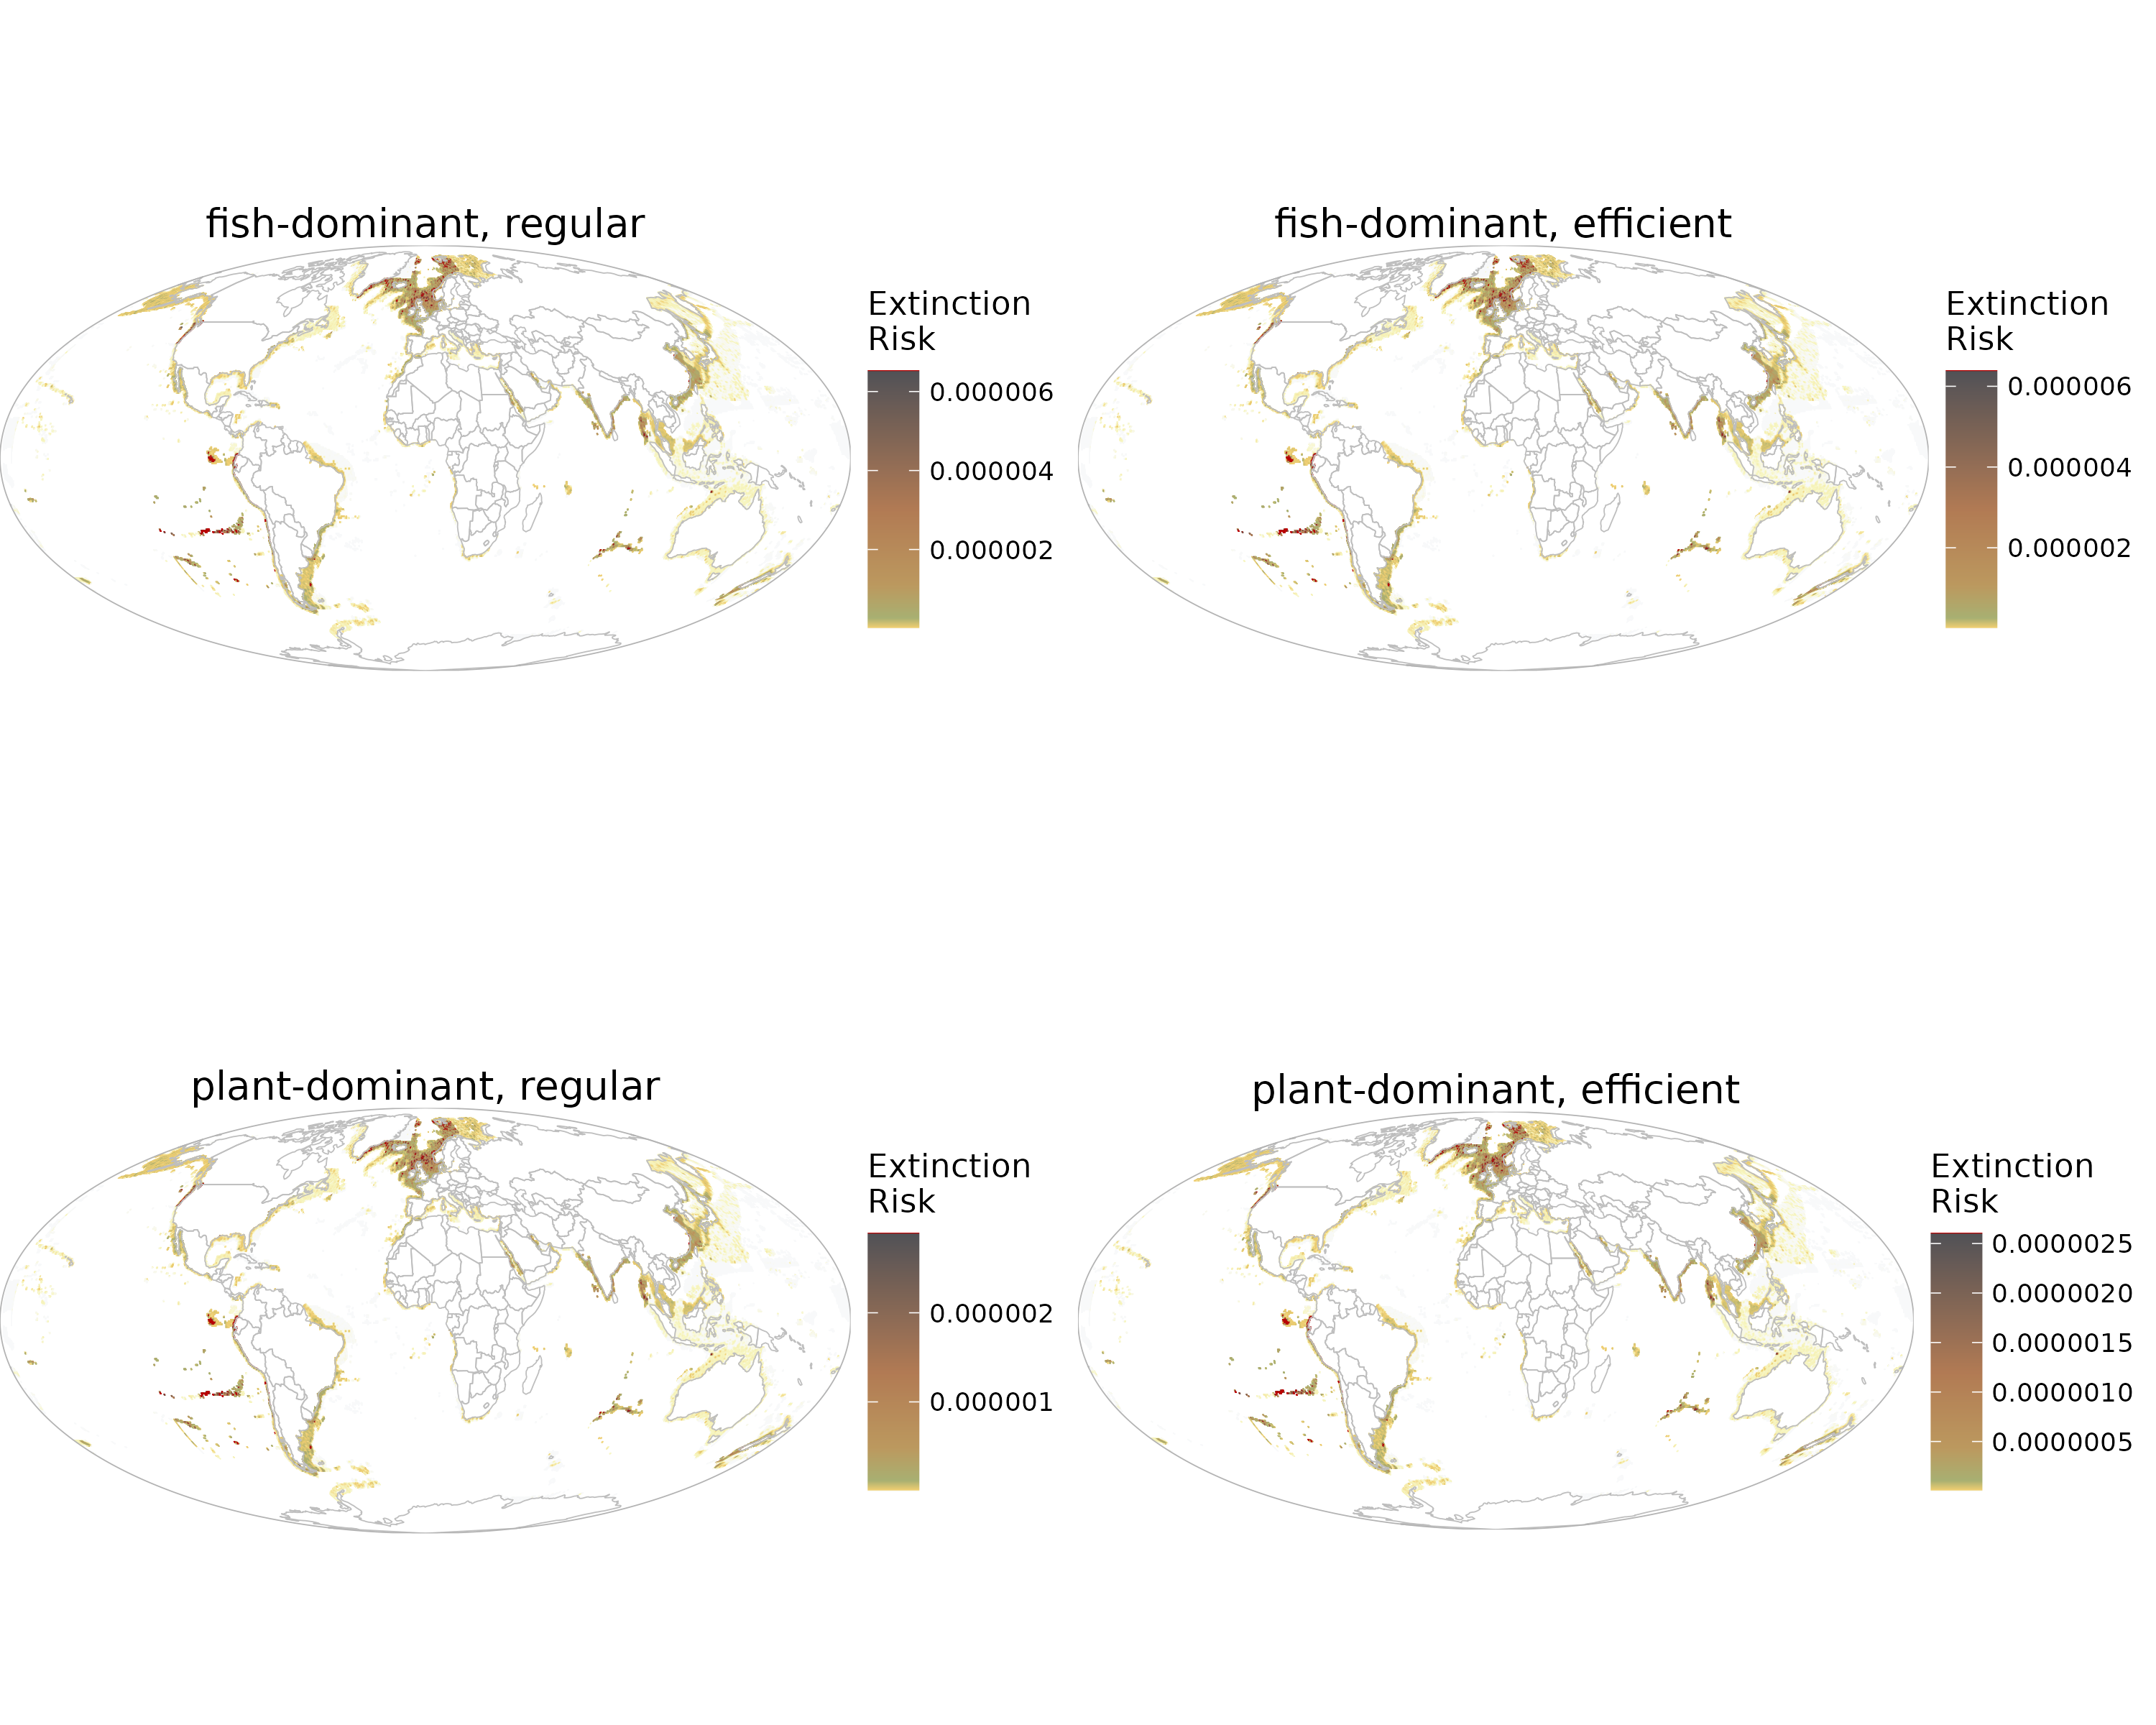 fish-dominant, regular
Extinction
Risk
0.000006
0.000004
0.000002
fish-dominant, efficient
Extinction
Risk
0.000006
0.000004
0.000002
plant-dominant, regular
Extinction
Risk
0.000002
0.000001
plant-dominant, efficient
Extinction
Risk
0.0000025
0.0000020
0.0000015
0.0000010
0.0000005